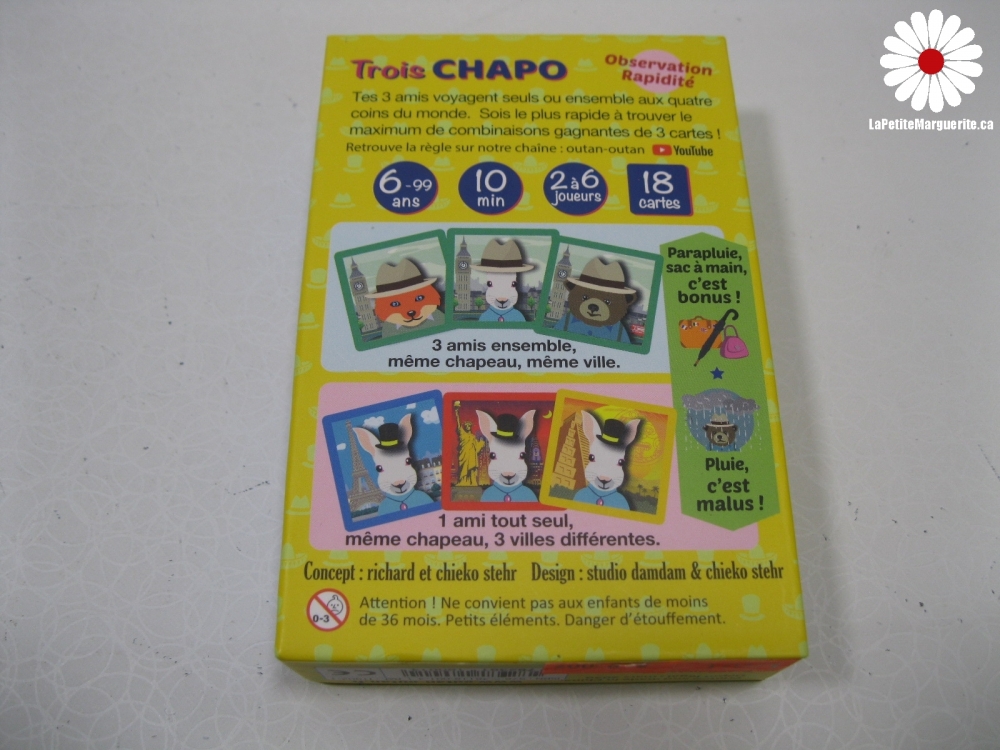 LaPetiteMarguerite.ca
Trois CHAPO
Observation
Rapidité
Tes 3 amis voyagent seuls ou ensemble aux quatre
coins du monde. Sois le plus rapide à trouver le
maximum de combinaisons gagnantes de 3 cartes !
Retrouve la règle sur notre chaîne : outan-outan YouTube
6-99
ans
10
min
2 à 6
joueurs
18
cartes
3 amis ensemble,
même chapeau, même ville.
Parapluie,
sac à main,
c'est
bonus !
Pluie,
c'est
malus !
1 ami tout seul,
même chapeau, 3 villes différentes.
Concept : richard et chieko stehr Design : studio damdam & chieko stehr
0-3
Attention ! Ne convient pas aux enfants de moins
de 36 mois. Petits éléments. Danger d'étouffement.